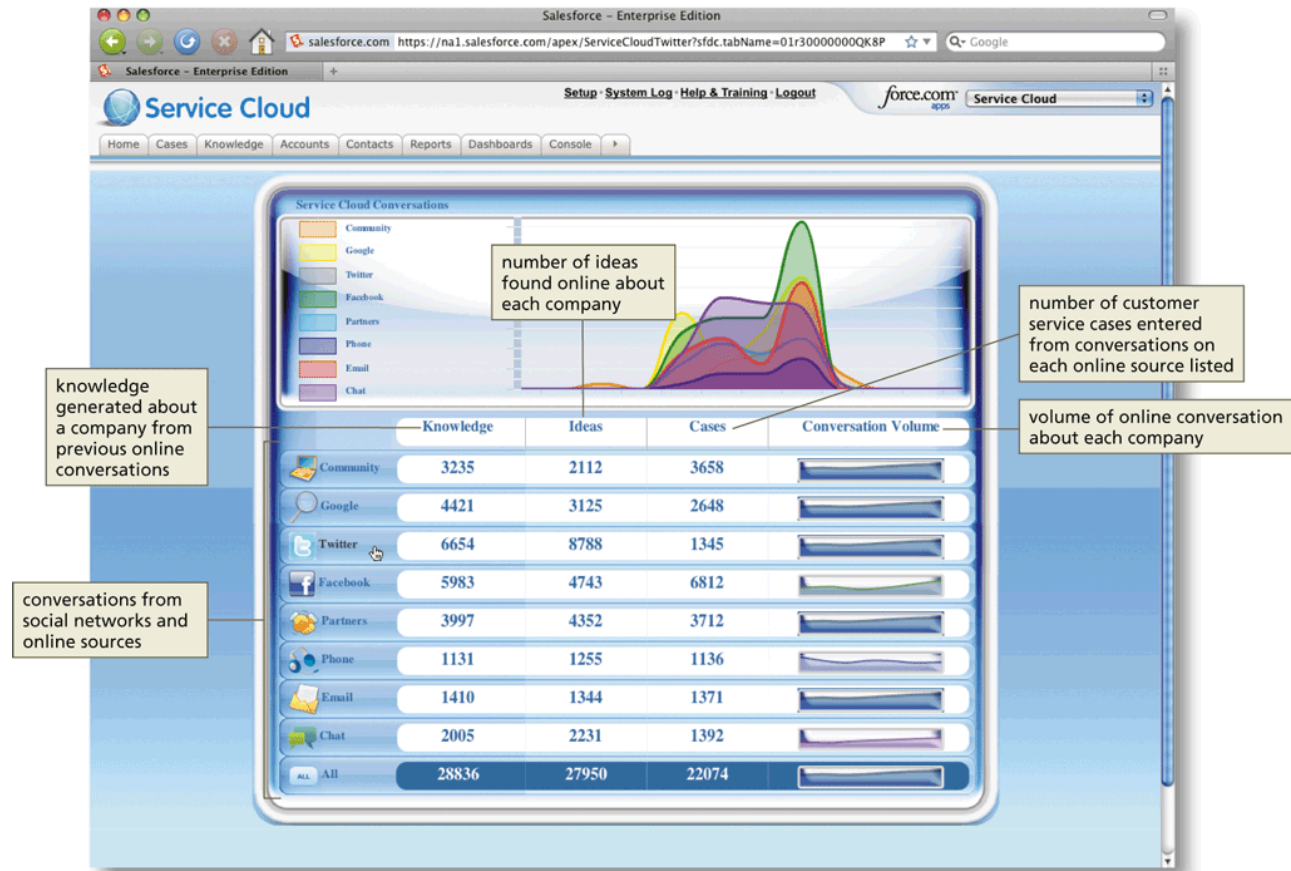 Salesforce – Enterprise Edition
salesforce.com https://na1.salesforce.com/apex/ServiceCloudTwitter?sfdc.tabName=01r30000000QK8P Google
Salesforce – Enterprise Edition +
Setup · System Log · Help & Training · Logout
force.com
apps
Service Cloud
Service Cloud
Home Cases Knowledge Accounts Contacts Reports Dashboards Console
Service Cloud Conversations
Community
Google
Twitter
Facebook
Partners
Phone
Email
Chat
number of ideas
found online about
each company
number of customer
service cases entered
from conversations on
each online source listed
knowledge
generated about
a company from
previous online
conversations
volume of online conversation
about each company
conversations from
social networks and
online sources
Knowledge Ideas Cases Conversation Volume
Community 3235 2112 3658
Google 4421 3125 2648
Twitter 6654 8788 1345
Facebook 5983 4743 6812
Partners 3997 4352 3712
Phone 1131 1255 1136
Email 1410 1344 1371
Chat 2005 2231 1392
ALL All 28836 27950 22074